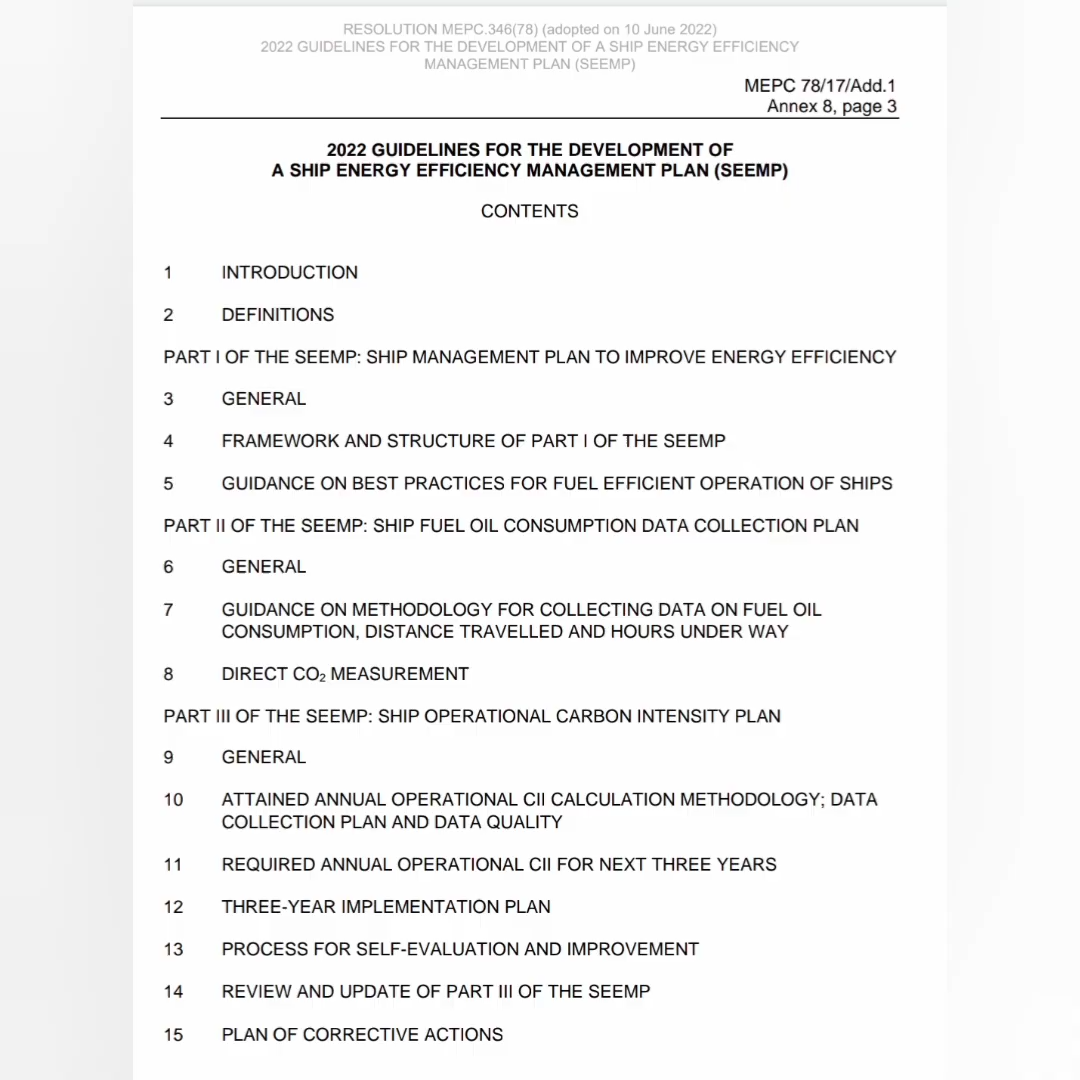 RESOLUTION MEPC.346(78) (adopted on 10 June 2022)
2022 GUIDELINES FOR THE DEVELOPMENT OF A SHIP ENERGY EFFICIENCY
MANAGEMENT PLAN (SEEMP)
MEPC 78/17/Add.1
Annex 8, page 3
2022 GUIDELINES FOR THE DEVELOPMENT OF
A SHIP ENERGY EFFICIENCY MANAGEMENT PLAN (SEEMP)
CONTENTS
1 INTRODUCTION
2 DEFINITIONS
PART I OF THE SEEMP: SHIP MANAGEMENT PLAN TO IMPROVE ENERGY EFFICIENCY
3 GENERAL
4 FRAMEWORK AND STRUCTURE OF PART I OF THE SEEMP
5 GUIDANCE ON BEST PRACTICES FOR FUEL EFFICIENT OPERATION OF SHIPS
PART II OF THE SEEMP: SHIP FUEL OIL CONSUMPTION DATA COLLECTION PLAN
6 GENERAL
7 GUIDANCE ON METHODOLOGY FOR COLLECTING DATA ON FUEL OIL
CONSUMPTION, DISTANCE TRAVELLED AND HOURS UNDER WAY
8 DIRECT CO₂ MEASUREMENT
PART III OF THE SEEMP: SHIP OPERATIONAL CARBON INTENSITY PLAN
9 GENERAL
10 ATTAINED ANNUAL OPERATIONAL CII CALCULATION METHODOLOGY; DATA
COLLECTION PLAN AND DATA QUALITY
11 REQUIRED ANNUAL OPERATIONAL CII FOR NEXT THREE YEARS
12 THREE-YEAR IMPLEMENTATION PLAN
13 PROCESS FOR SELF-EVALUATION AND IMPROVEMENT
14 REVIEW AND UPDATE OF PART III OF THE SEEMP
15 PLAN OF CORRECTIVE ACTIONS